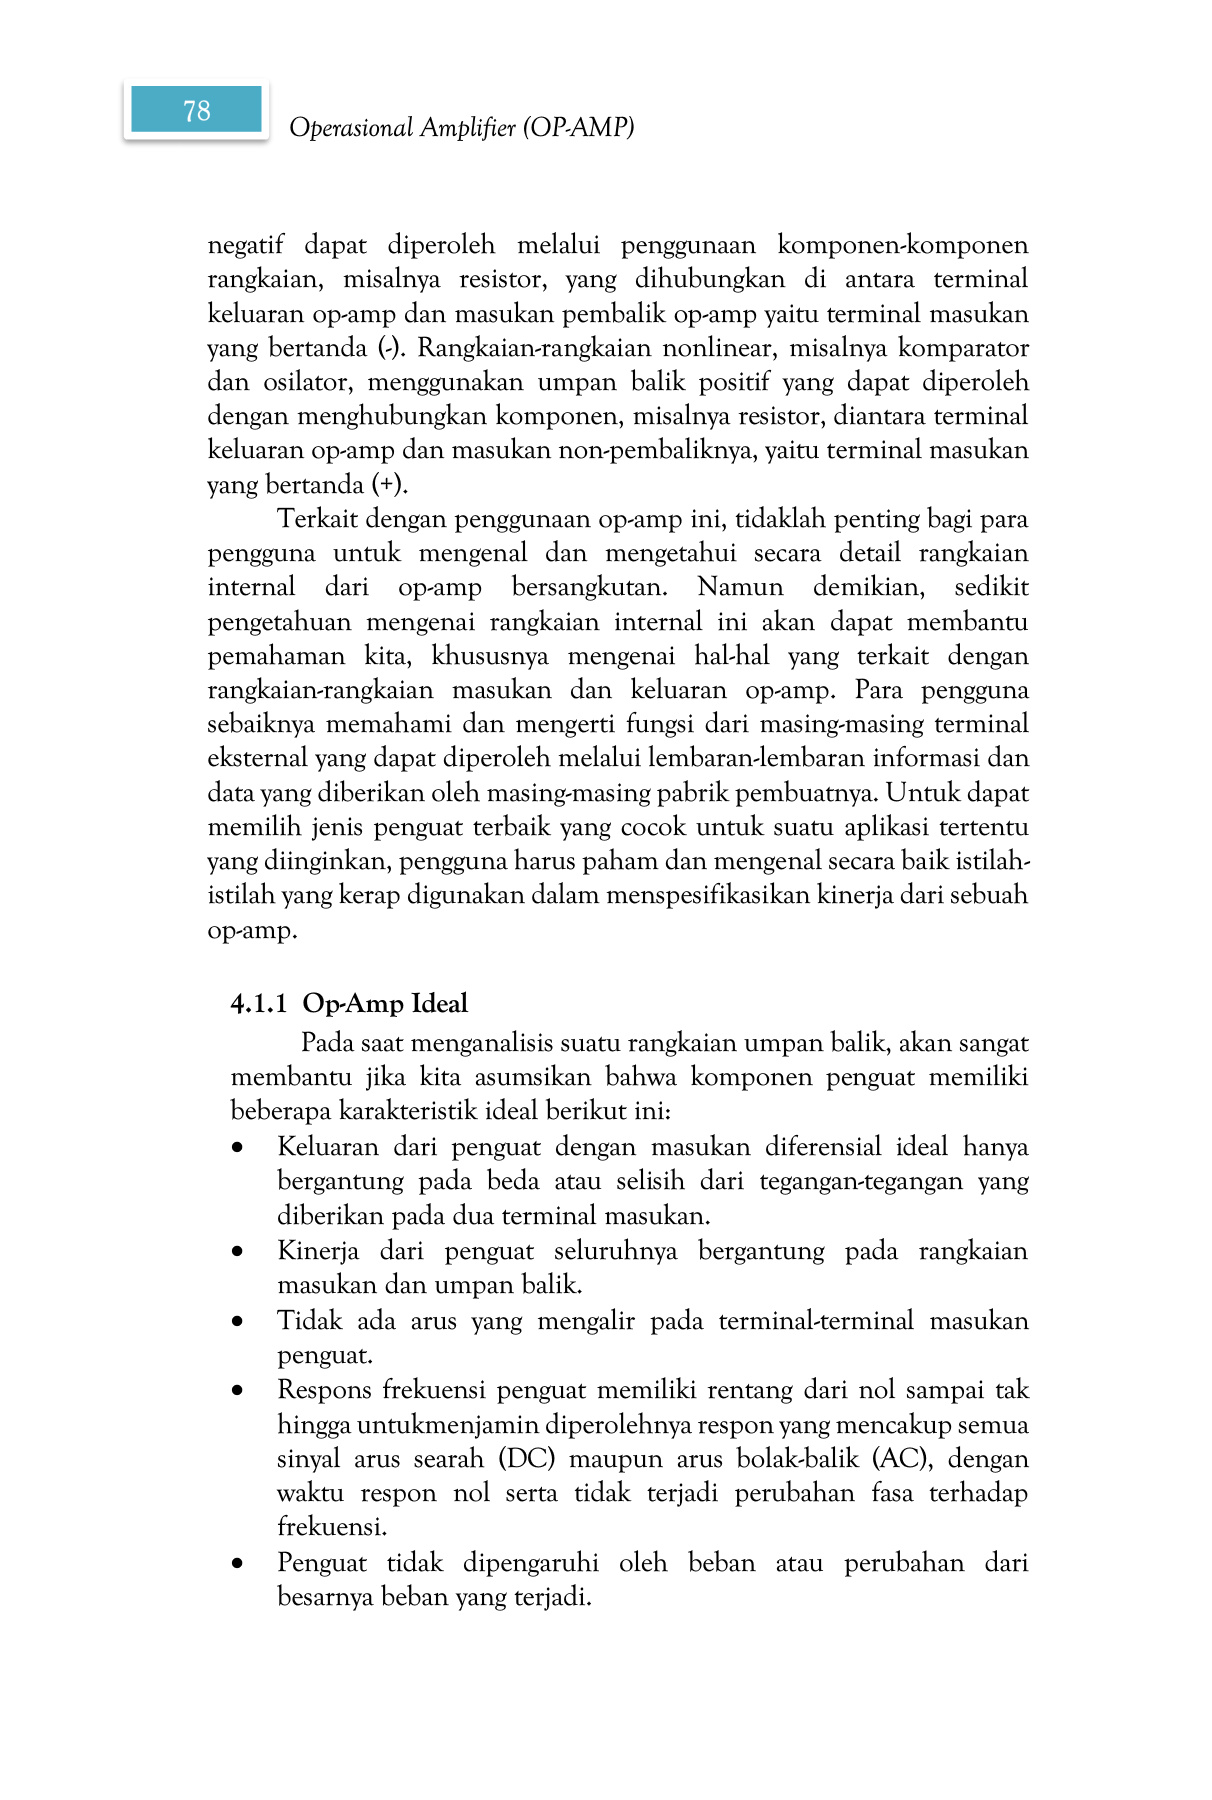 78
Operasional Amplifier (OP-AMP)
negatif dapat diperoleh melalui penggunaan komponen-komponen
rangkaian, misalnya resistor, yang dihubungkan di antara terminal
keluaran op-amp dan masukan pembalik op-amp yaitu terminal masukan
yang bertanda (-). Rangkaian-rangkaian nonlinear, misalnya komparator
dan osilator, menggunakan umpan balik positif yang dapat diperoleh
dengan menghubungkan komponen, misalnya resistor, diantara terminal
keluaran op-amp dan masukan non-pembaliknya, yaitu terminal masukan
yang bertanda (+).
Terkait dengan penggunaan op-amp ini, tidaklah penting bagi para
pengguna untuk mengenal dan mengetahui secara detail rangkaian
internal dari op-amp bersangkutan. Namun demikian, sedikit
pengetahuan mengenai rangkaian internal ini akan dapat membantu
pemahaman kita, khususnya mengenai hal-hal yang terkait dengan
rangkaian-rangkaian masukan dan keluaran op-amp. Para pengguna
sebaiknya memahami dan mengerti fungsi dari masing-masing terminal
eksternal yang dapat diperoleh melalui lembaran-lembaran informasi dan
data yang diberikan oleh masing-masing pabrik pembuatnya. Untuk dapat
memilih jenis penguat terbaik yang cocok untuk suatu aplikasi tertentu
yang diinginkan, pengguna harus paham dan mengenal secara baik istilah-
istilah yang kerap digunakan dalam menspesifikasikan kinerja dari sebuah
op-amp.
4.1.1 Op-Amp Ideal
Pada saat menganalisis suatu rangkaian umpan balik, akan sangat
membantu jika kita asumsikan bahwa komponen penguat memiliki
beberapa karakteristik ideal berikut ini:
• Keluaran dari penguat dengan masukan diferensial ideal hanya
bergantung pada beda atau selisih dari tegangan-tegangan yang
diberikan pada dua terminal masukan.
• Kinerja dari penguat seluruhnya bergantung pada rangkaian
masukan dan umpan balik.
• Tidak ada arus yang mengalir pada terminal-terminal masukan
penguat.
• Respons frekuensi penguat memiliki rentang dari nol sampai tak
hingga untukmenjamin diperolehnya respon yang mencakup semua
sinyal arus searah (DC) maupun arus bolak-balik (AC), dengan
waktu respon nol serta tidak terjadi perubahan fasa terhadap
frekuensi.
• Penguat tidak dipengaruhi oleh beban atau perubahan dari
besarnya beban yang terjadi.